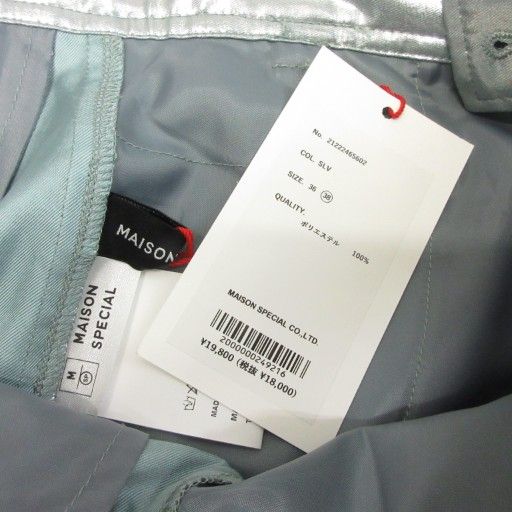 No. 21222465602
COL. SLV
SIZE. 36 38
QUALITY.
ポリエステル 100%
MAISON SPECIAL CO.,LTD.
2000000249216
¥19,800 (税抜 ¥18,000)
MAISON
MAISON
SPECIAL
M
MADE